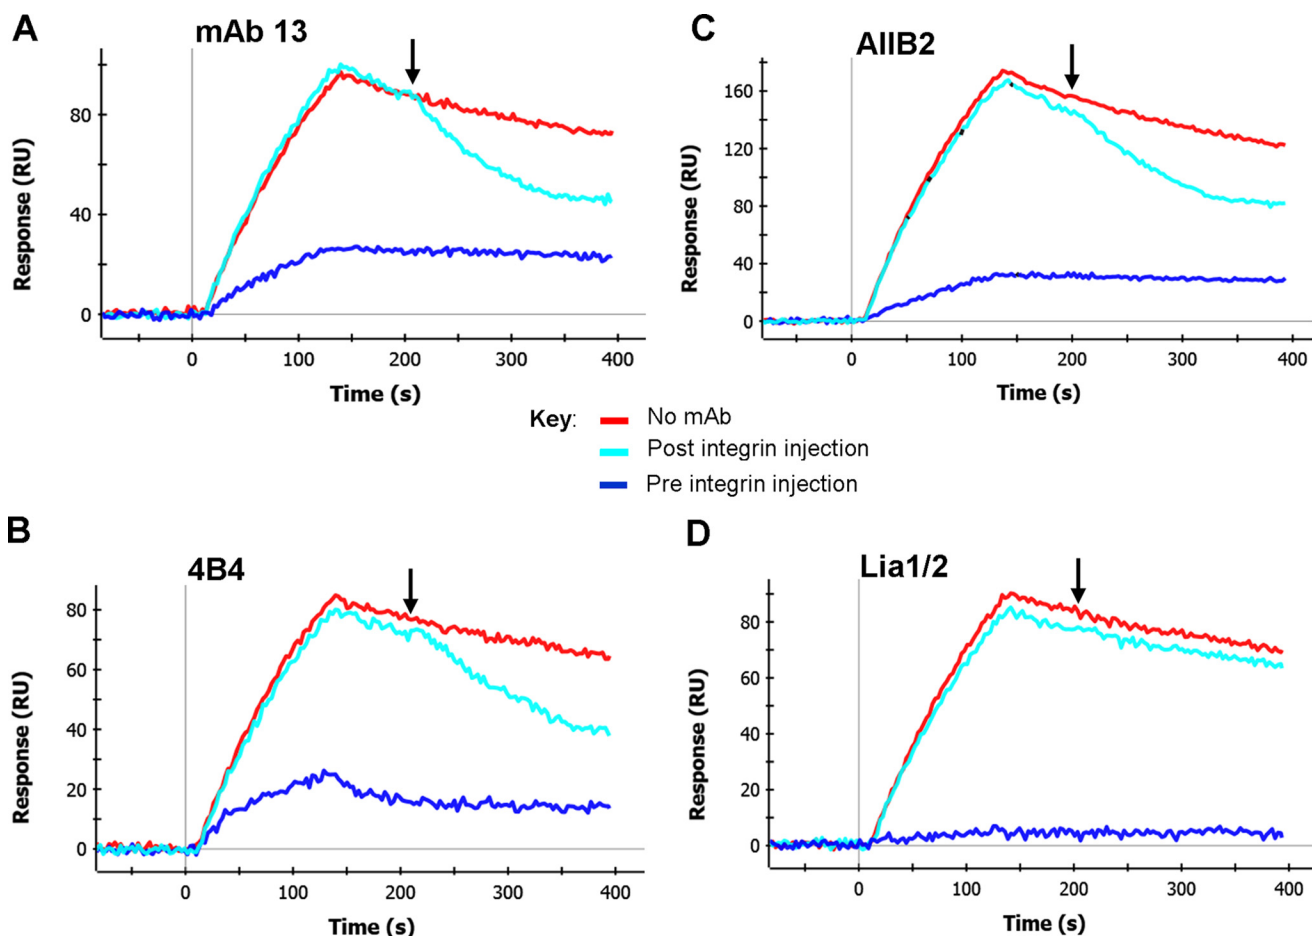 A
mAb 13
Response (RU)
80
40
0
0 100 200 300 400
Time (s)
C
AIIB2
Response (RU)
160
120
80
40
0
0 100 200 300 400
Time (s)
Key:
No mAb
Post integrin injection
Pre integrin injection
B
4B4
Response (RU)
80
60
40
20
0
0 100 200 300 400
Time (s)
D
Lia1/2
Response (RU)
80
60
40
20
0
0 100 200 300 400
Time (s)